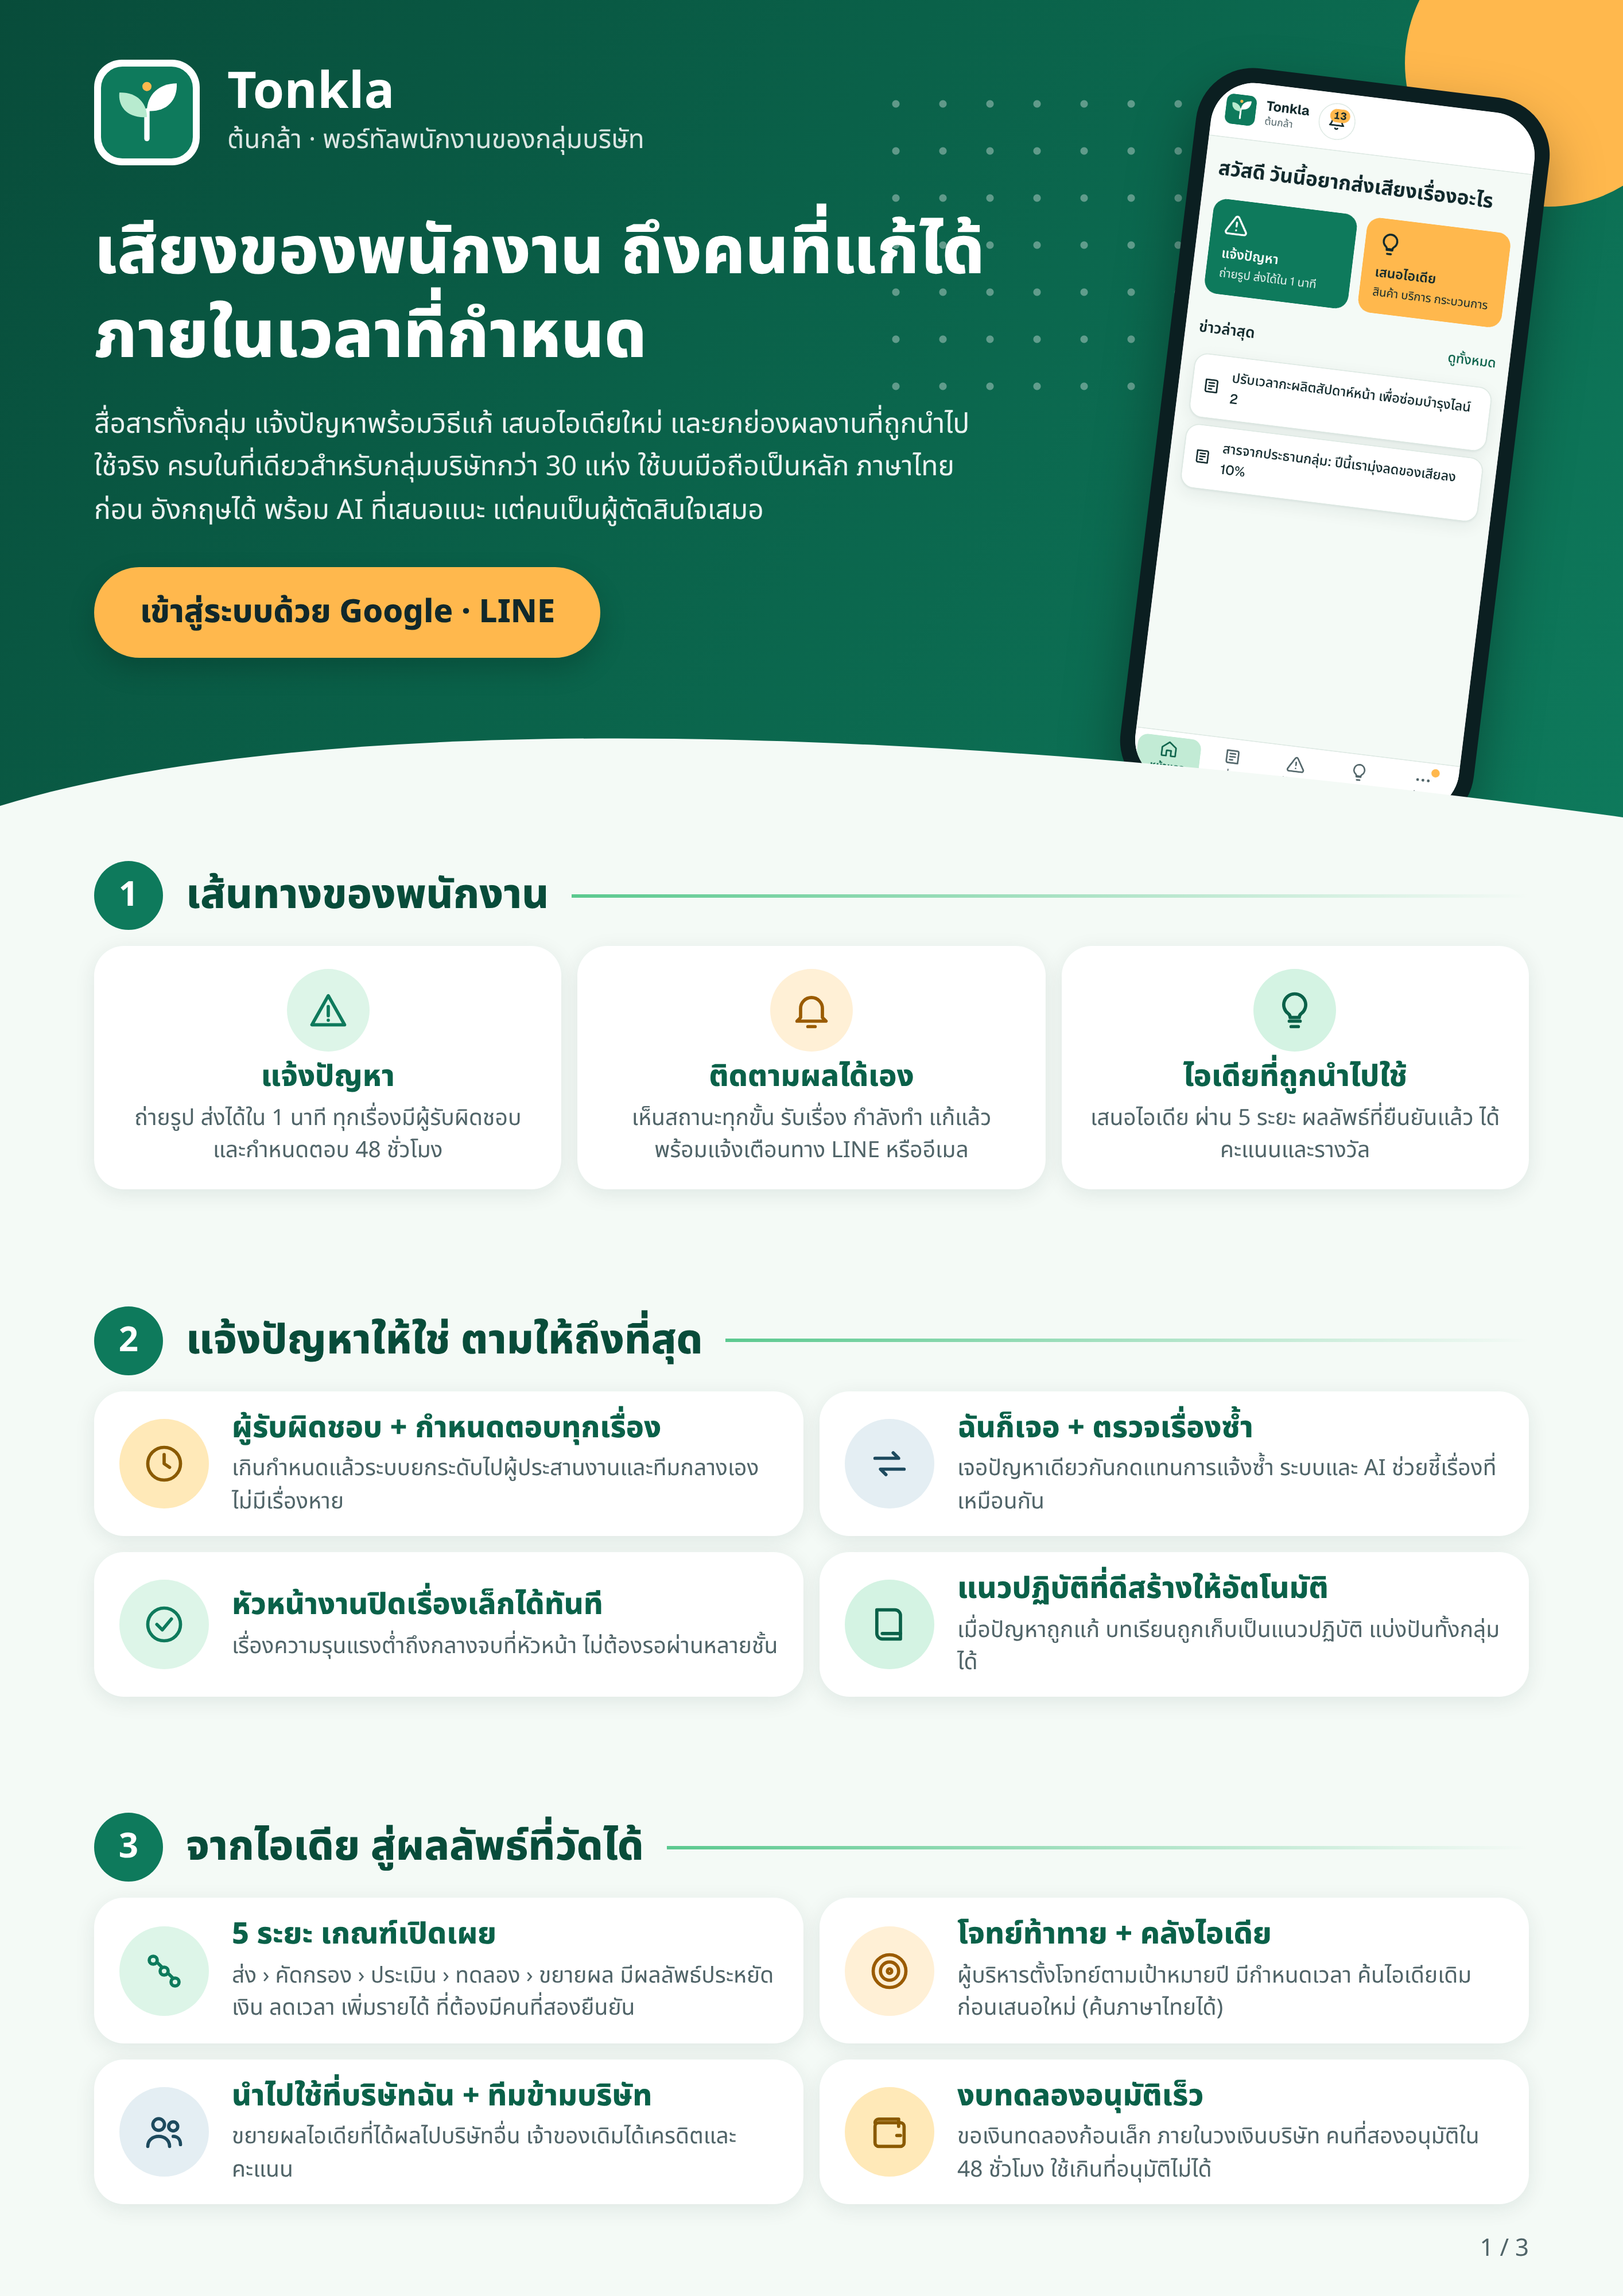 Tonkla
ต้นกล้า · พอร์ทัลพนักงานของกลุ่มบริษัท
เสียงของพนักงาน ถึงคนที่แก้ได้
ภายในเวลาที่กำหนด
สื่อสารทั้งกลุ่ม แจ้งปัญหาพร้อมวิธีแก้ เสนอไอเดียใหม่ และยกย่องผลงานที่ถูกนำไป
ใช้จริง ครบในที่เดียวสำหรับกลุ่มบริษัทกว่า 30 แห่ง ใช้บนมือถือเป็นหลัก ภาษาไทย
ก่อน อังกฤษได้ พร้อม AI ที่เสนอแนะ แต่คนเป็นผู้ตัดสินใจเสมอ
เข้าสู่ระบบด้วย Google · LINE
Tonkla
ต้นกล้า
13
สวัสดี วันนี้อยากส่งเสียงเรื่องอะไร
แจ้งปัญหา
ถ่ายรูป ส่งได้ใน 1 นาที
เสนอไอเดีย
สินค้า บริการ กระบวนการ
ข่าวล่าสุด
ดูทั้งหมด
ปรับเวลากะผลิตสัปดาห์หน้า เพื่อซ่อมบำรุงไลน์
2
สารจากประธานกลุ่ม: ปีนี้เรามุ่งลดของเสียลง
10%
1
เส้นทางของพนักงาน
แจ้งปัญหา
ถ่ายรูป ส่งได้ใน 1 นาที ทุกเรื่องมีผู้รับผิดชอบ
และกำหนดตอบ 48 ชั่วโมง
ติดตามผลได้เอง
เห็นสถานะทุกขั้น รับเรื่อง กำลังทำ แก้แล้ว
พร้อมแจ้งเตือนทาง LINE หรืออีเมล
ไอเดียที่ถูกนำไปใช้
เสนอไอเดีย ผ่าน 5 ระยะ ผลลัพธ์ที่ยืนยันแล้ว ได้
คะแนนและรางวัล
2
แจ้งปัญหาให้ใช่ ตามให้ถึงที่สุด
ผู้รับผิดชอบ + กำหนดตอบทุกเรื่อง
เกินกำหนดแล้วระบบยกระดับไปผู้ประสานงานและทีมกลางเอง
ไม่มีเรื่องหาย
ฉันก็เจอ + ตรวจเรื่องซ้ำ
เจอปัญหาเดียวกันกดแทนการแจ้งซ้ำ ระบบและ AI ช่วยชี้เรื่องที่
เหมือนกัน
หัวหน้างานปิดเรื่องเล็กได้ทันที
เรื่องความรุนแรงต่ำถึงกลางจบที่หัวหน้า ไม่ต้องรอผ่านหลายชั้น
แนวปฏิบัติที่ดีสร้างให้อัตโนมัติ
เมื่อปัญหาถูกแก้ บทเรียนถูกเก็บเป็นแนวปฏิบัติ แบ่งปันทั้งกลุ่ม
ได้
3
จากไอเดีย สู่ผลลัพธ์ที่วัดได้
5 ระยะ เกณฑ์เปิดเผย
ส่ง › คัดกรอง › ประเมิน › ทดลอง › ขยายผล มีผลลัพธ์ประหยัด
เงิน ลดเวลา เพิ่มรายได้ ที่ต้องมีคนที่สองยืนยัน
โจทย์ท้าทาย + คลังไอเดีย
ผู้บริหารตั้งโจทย์ตามเป้าหมายปี มีกำหนดเวลา ค้นไอเดียเดิม
ก่อนเสนอใหม่ (ค้นภาษาไทยได้)
นำไปใช้ที่บริษัทฉัน + ทีมข้ามบริษัท
ขยายผลไอเดียที่ได้ผลไปบริษัทอื่น เจ้าของเดิมได้เครดิตและ
คะแนน
งบทดลองอนุมัติเร็ว
ขอเงินทดลองก้อนเล็ก ภายในวงเงินบริษัท คนที่สองอนุมัติใน
48 ชั่วโมง ใช้เกินที่อนุมัติไม่ได้
1 / 3